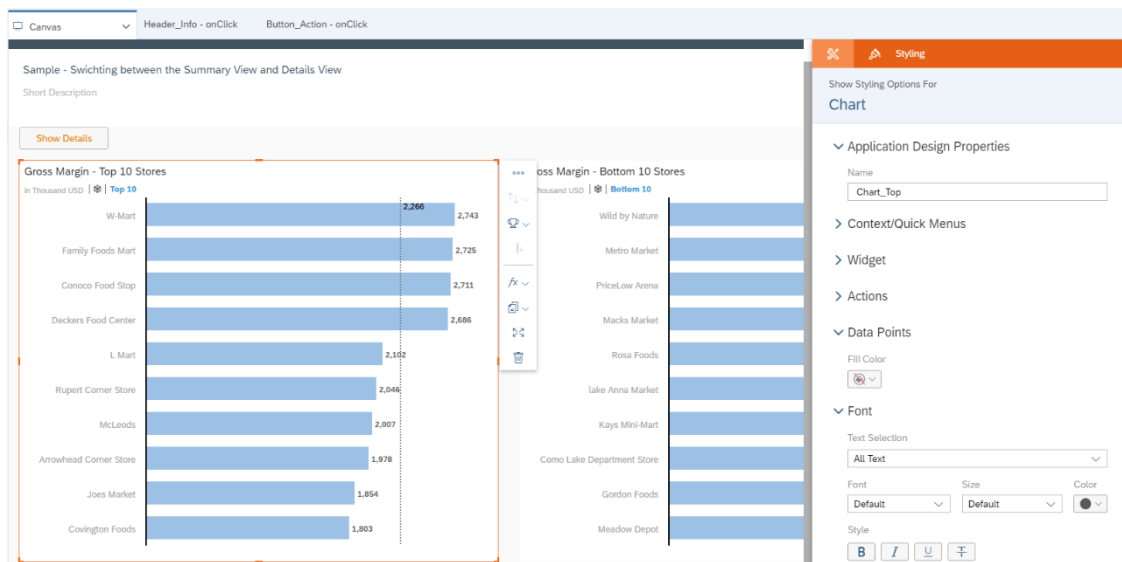 Canvas
Header_Info - onClick
Button_Action - onClick
Sample - Swichting between the Summary View and Details View
Short Description
Show Details
Gross Margin - Top 10 Stores
in Thousand USD | Top 10
2,266
W-Mart 2,743
Family Foods Mart 2,725
Conoco Food Stop 2,711
Deckers Food Center 2,686
L Mart 2,102
Rupert Corner Store 2,046
McLeods 2,007
Arrowhead Corner Store 1,978
Joes Market 1,854
Covington Foods 1,803
fx
oss Margin - Bottom 10 Stores
housand USD | Bottom 10
Wild by Nature
Metro Market
PriceLow Arena
Macks Market
Rosa Foods
lake Anna Market
Kays Mini-Mart
Como Lake Department Store
Gordon Foods
Meadow Depot
Styling
Show Styling Options For
Chart
Application Design Properties
Name
Chart_Top
Context/Quick Menus
Widget
Actions
Data Points
Fill Color
Font
Text Selection
All Text
Font Size Color
Default Default
Style
B I U T